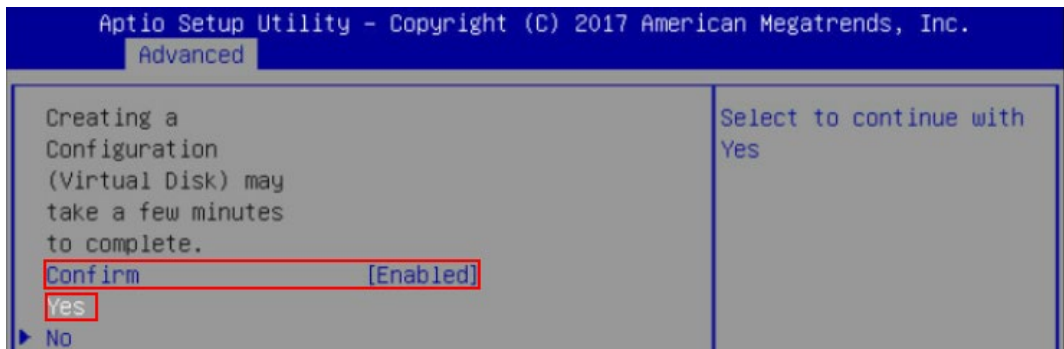 Aptio Setup Utility - Copyright (C) 2017 American Megatrends, Inc.
Advanced
Creating a
Configuration
(Virtual Disk) may
take a few minutes
to complete.
Confirm [Enabled]
Yes
No
Select to continue with
Yes